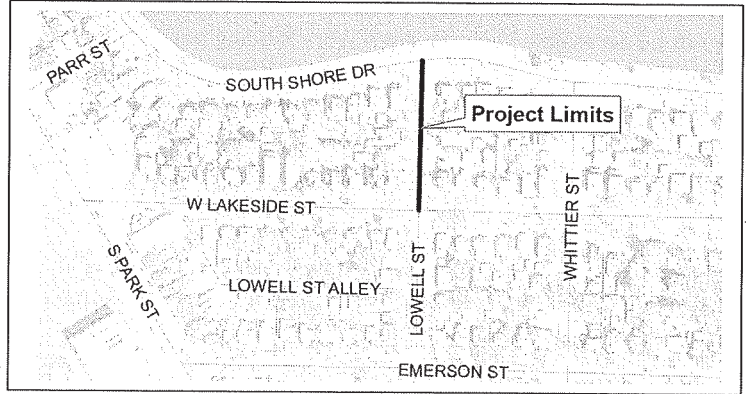 PARR ST
SOUTH SHORE DR
Project Limits
W LAKESIDE ST
WHITTIER ST
S PARK ST
LOWELL ST ALLEY
LOWELL ST
EMERSON ST